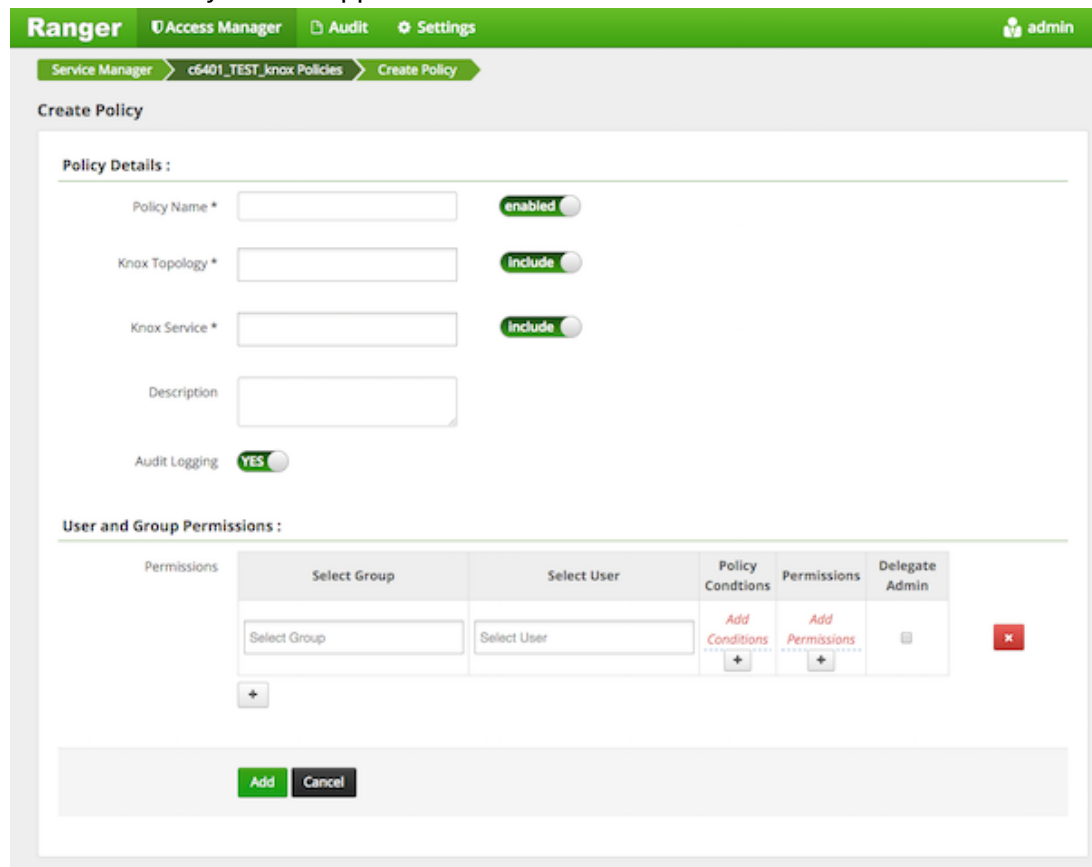 Ranger Access Manager Audit Settings admin
Service Manager c6401_TEST_knox Policies Create Policy
Create Policy
Policy Details :
Policy Name * enabled
Knox Topology * include
Knox Service * include
Description
Audit Logging YES
User and Group Permissions :
Permissions Select Group Select User Policy Condtions Permissions Delegate Admin
Select Group Select User Add Conditions + Add Permissions +
+
Add Cancel